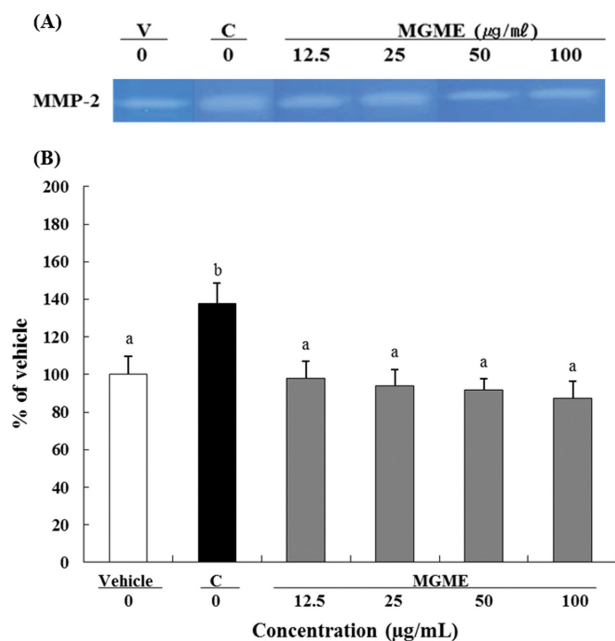 (A)
V C MGME (㎍/㎖)
0 0 12.5 25 50 100
MMP-2
(B)
200
180
160
140
120
100
80
60
40
20
0
% of vehicle
a b a a a a
Vehicle C MGME
0 0 12.5 25 50 100
Concentration (μg/mL)